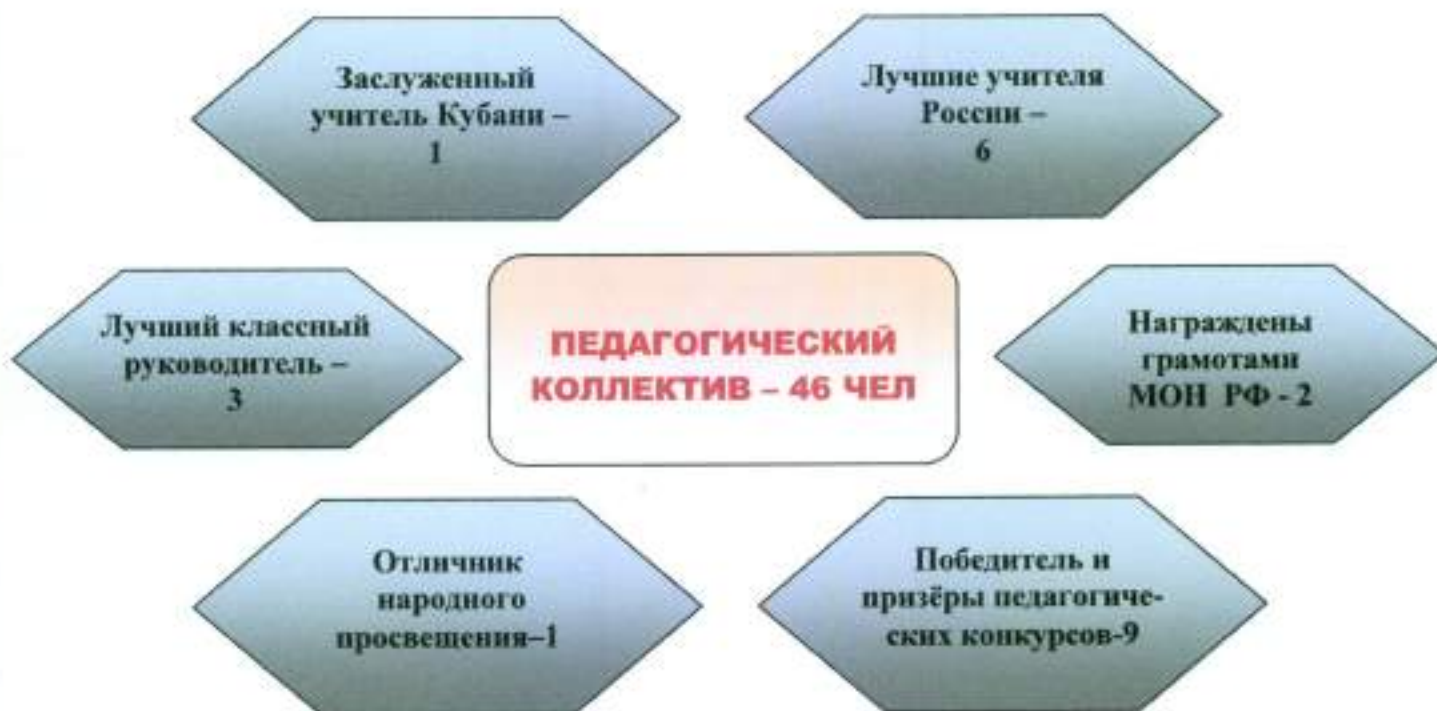 Заслуженный
учитель Кубани –
1
Лучшие учителя
России –
6
Лучший классный
руководитель –
3
ПЕДАГОГИЧЕСКИЙ
КОЛЛЕКТИВ – 46 ЧЕЛ
Награждены
грамотами
МОН РФ - 2
Отличник
народного
просвещения–1
Победитель и
призёры педагогиче-
ских конкурсов-9